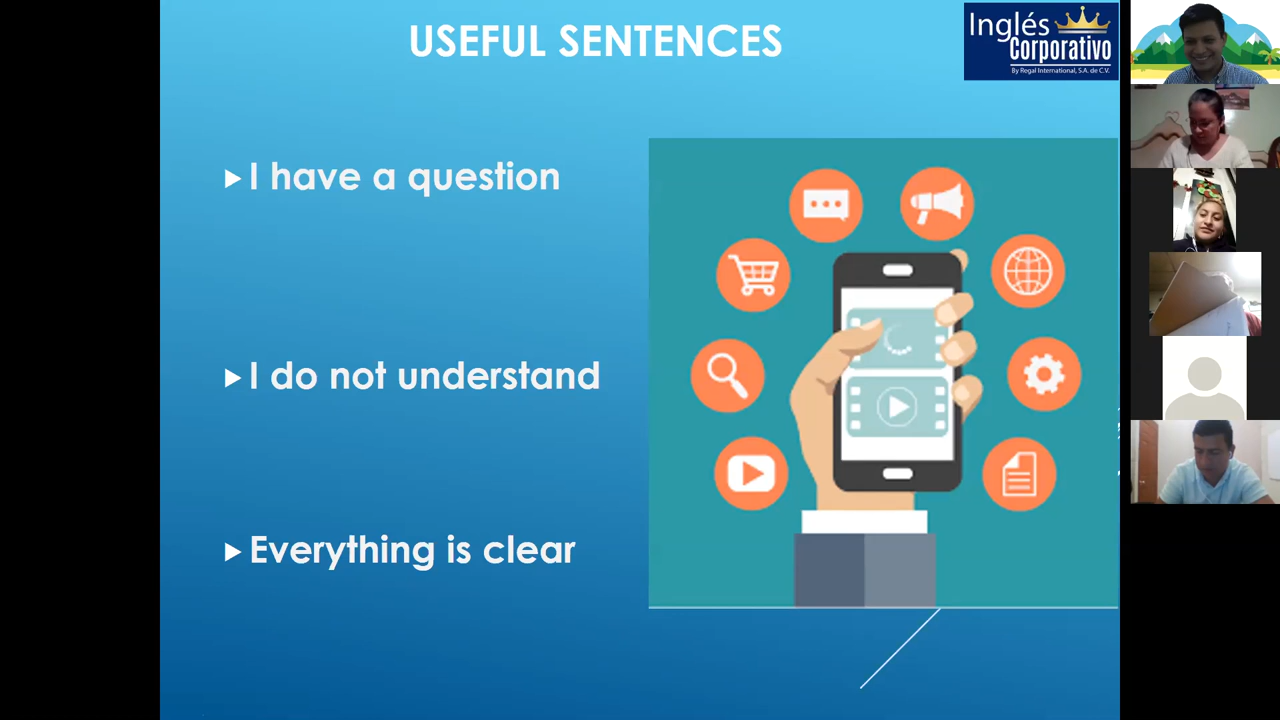 USEFUL SENTENCES
Inglés
Corporativo
By Regal International, S.A. de C.V.
I have a question
I do not understand
Everything is clear